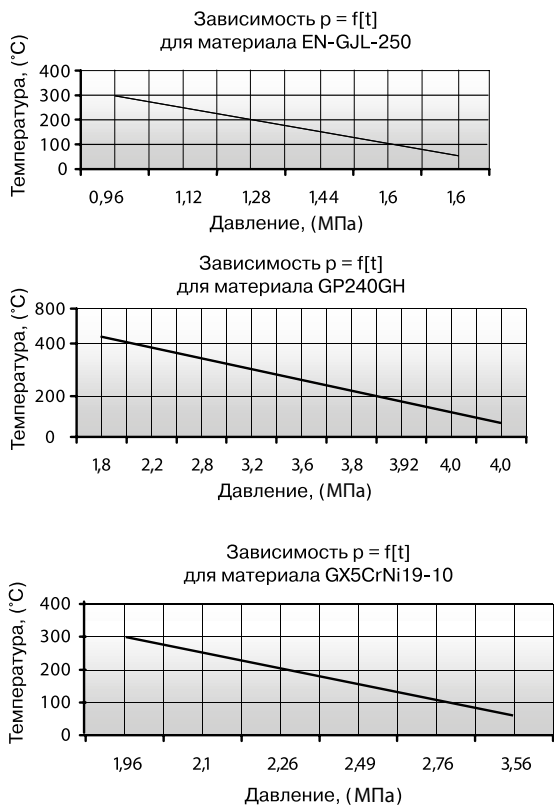 Зависимость p = f[t]
для материала EN-GJL-250
Температура, (°C)
400
300
200
100
0
0,96 1,12 1,28 1,44 1,6 1,6
Давление, (МПа)
Зависимость p = f[t]
для материала GP240GH
Температура, (°C)
800
400
200
0
1,8 2,2 2,8 3,2 3,6 3,8 3,92 4,0 4,0
Давление, (МПа)
Зависимость p = f[t]
для материала GX5CrNi19-10
Температура, (°C)
400
300
200
100
0
1,96 2,1 2,26 2,49 2,76 3,56
Давление, (МПа)